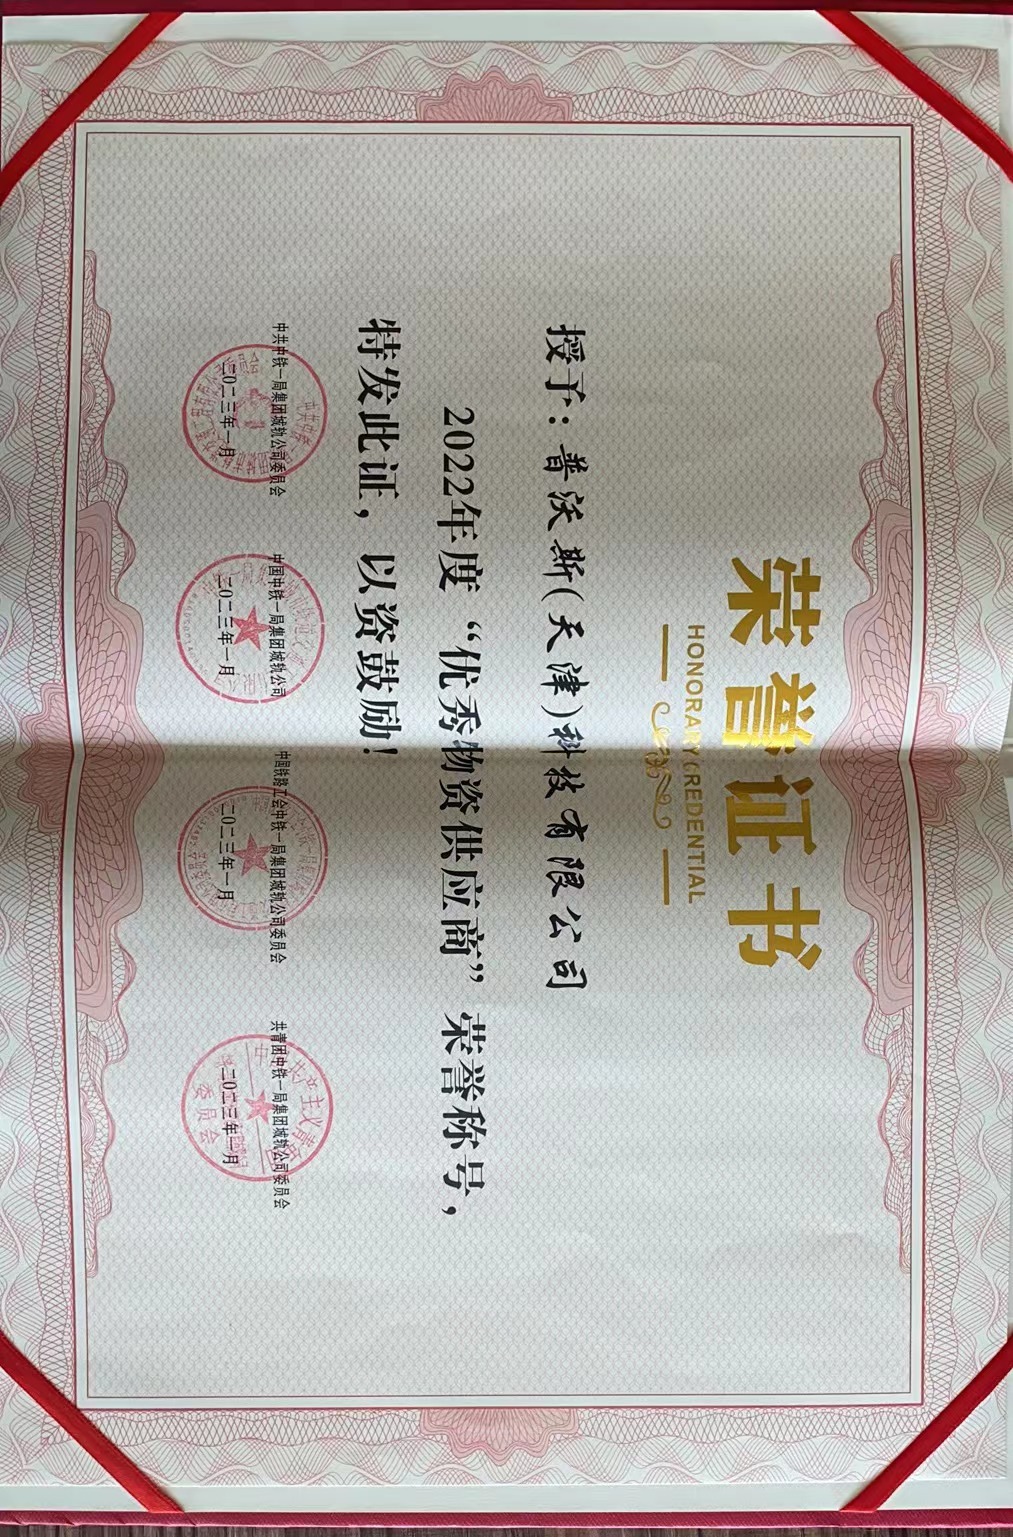 荣誉证书
HONORARY CREDENTIAL
授予：普沃斯(天津)科技有限公司
2022年度“优秀物资供应商”荣誉称号，
特发此证，以资鼓励！
中共中铁一局集团城轨公司委员会
二〇二三年一月
中国中铁一局集团城轨公司
二〇二三年一月
中国铁路工会中铁一局集团城轨公司委员会
二〇二三年一月
共青团中铁一局集团城轨公司委员会
二〇二三年一月